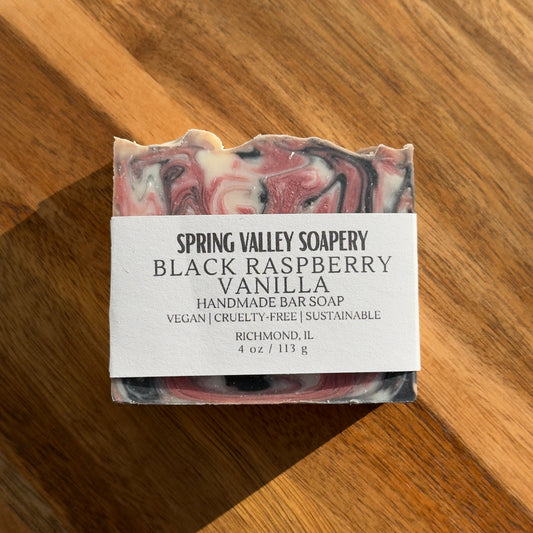 SPRING VALLEY SOAPERY
BLACK RASPBERRY
VANILLA
HANDMADE BAR SOAP
VEGAN | CRUELTY-FREE | SUSTAINABLE
RICHMOND, IL
4 oz / 113 g